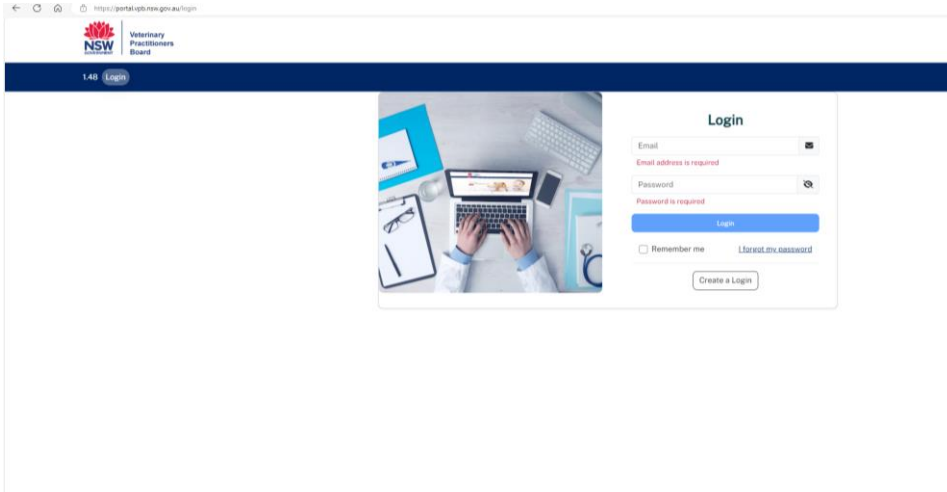 https://portal.vpb.nsw.gov.au/login
NSW
GOVERNMENT
Veterinary
Practitioners
Board
1.48 Login
Login
Email
Email address is required
Password
Password is required
Login
Remember me I forgot my password
Create a Login